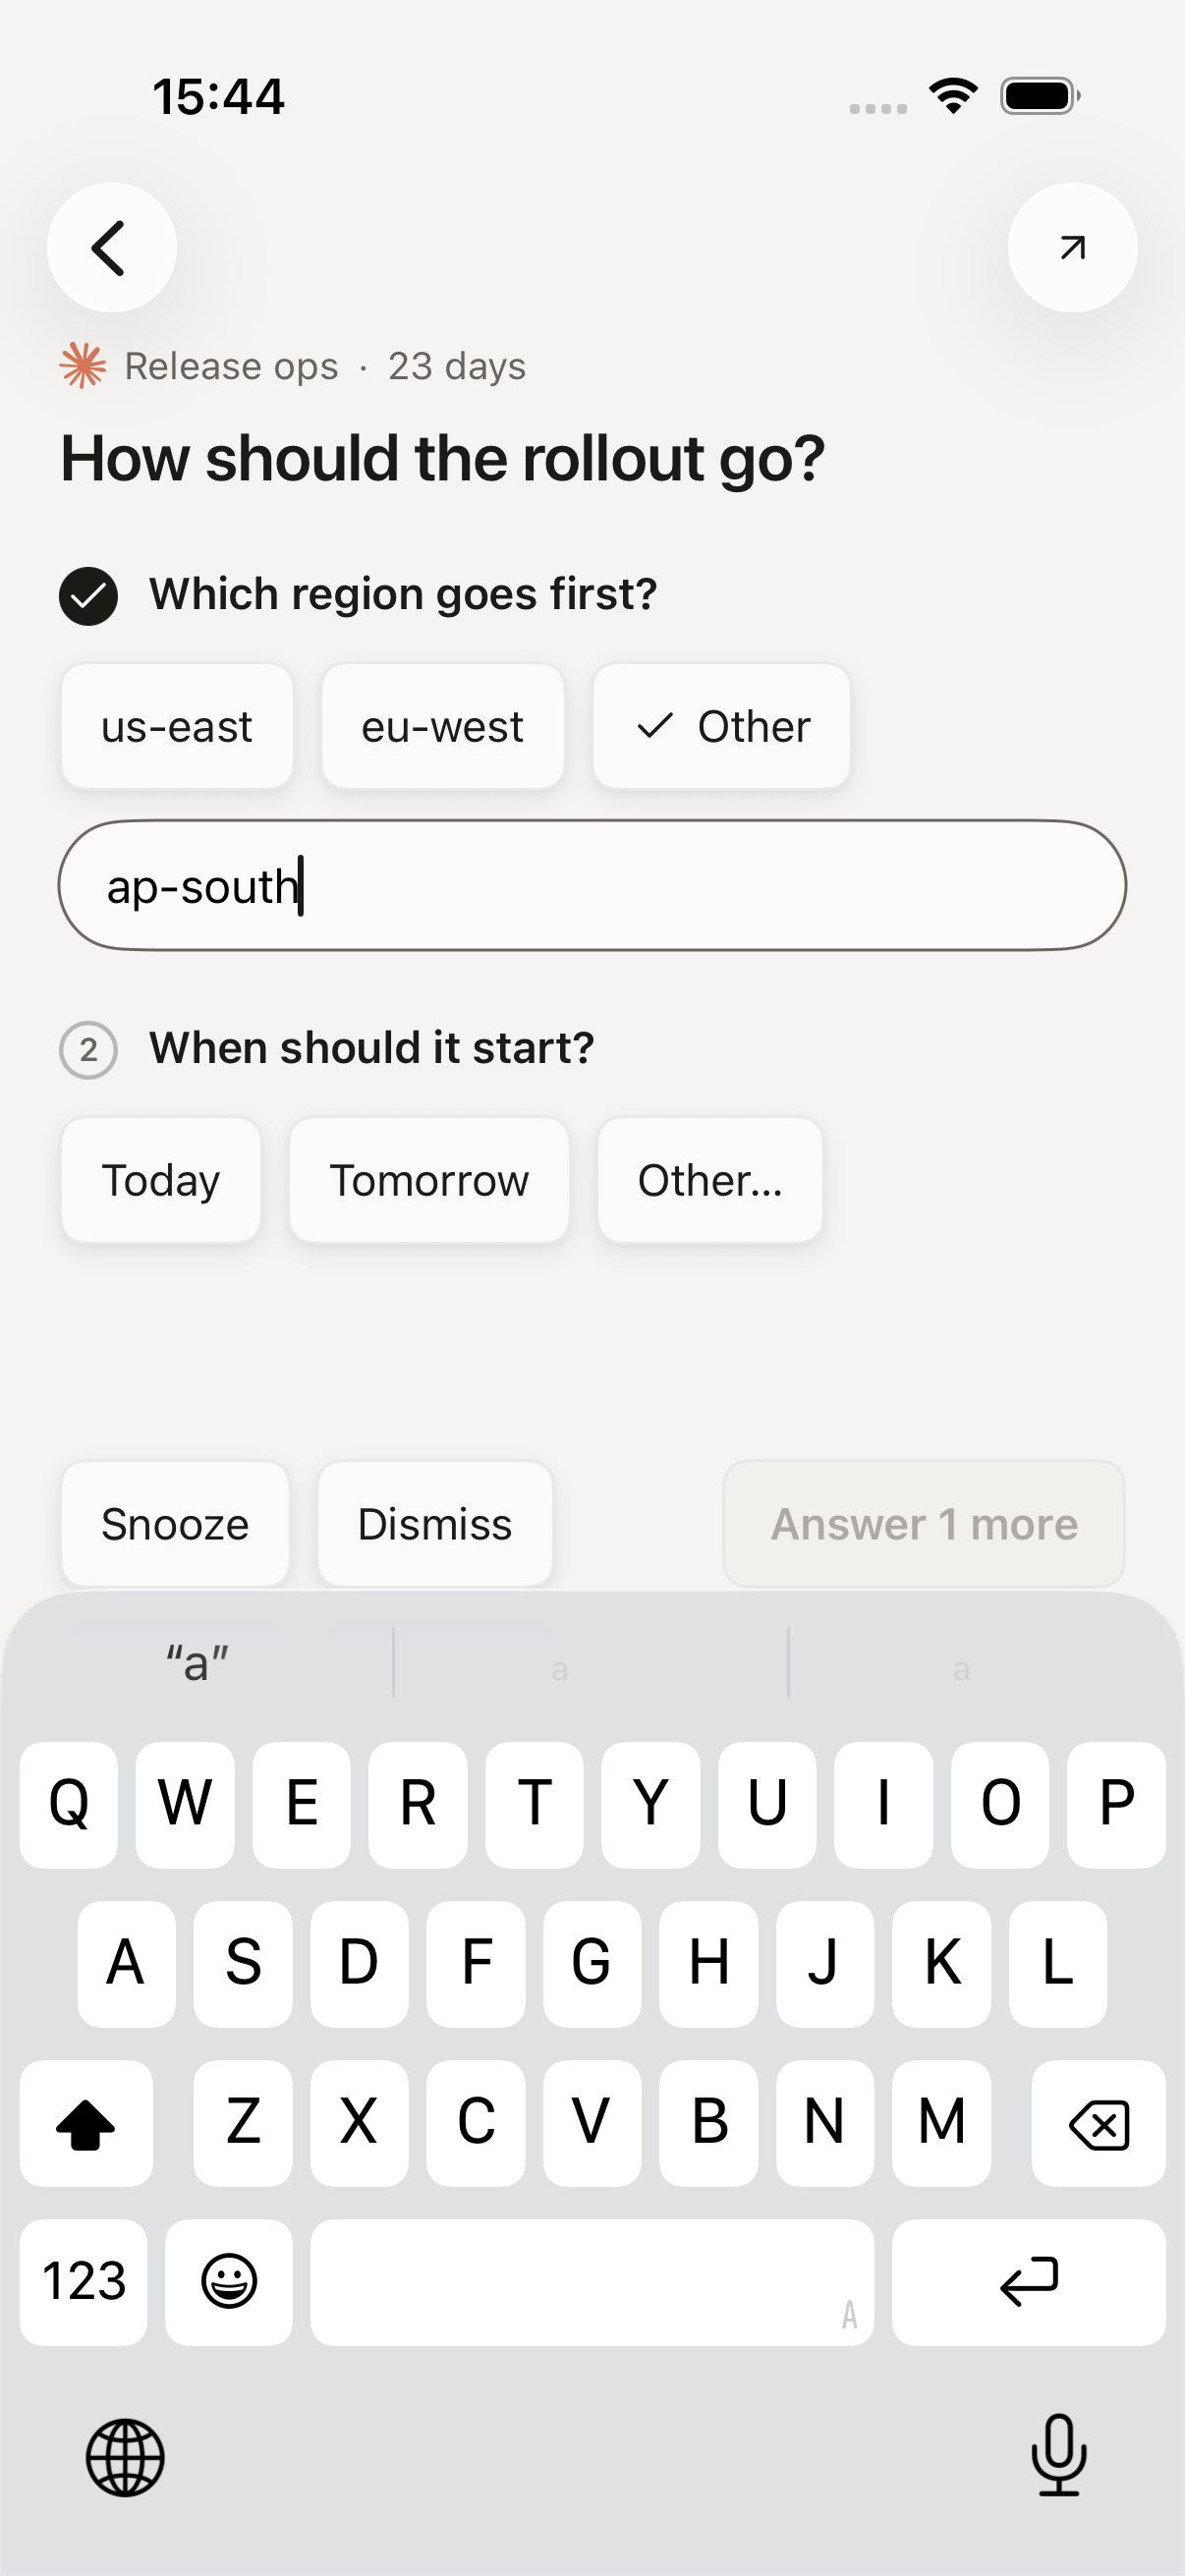 15:44
Release ops · 23 days
How should the rollout go?
Which region goes first?
us-east eu-west Other
ap-south
2 When should it start?
Today Tomorrow Other...
Snooze Dismiss Answer 1 more
“a” a a
Q W E R T Y U I O P
A S D F G H J K L
Z X C V B N M
123 A